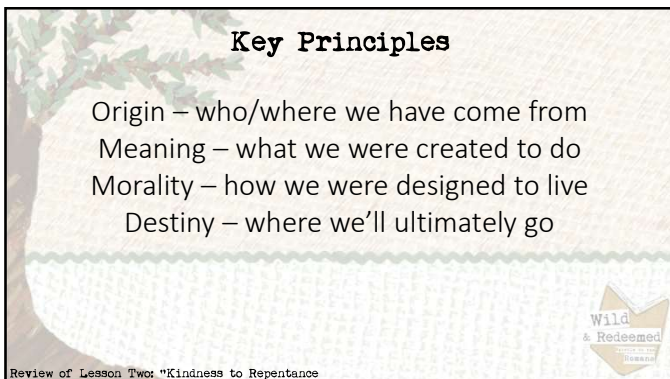 Key Principles
Origin – who/where we have come from
Meaning – what we were created to do
Morality – how we were designed to live
Destiny – where we'll ultimately go
Wild
& Redeemed
Romans
Review of Lesson Two: "Kindness to Repentance